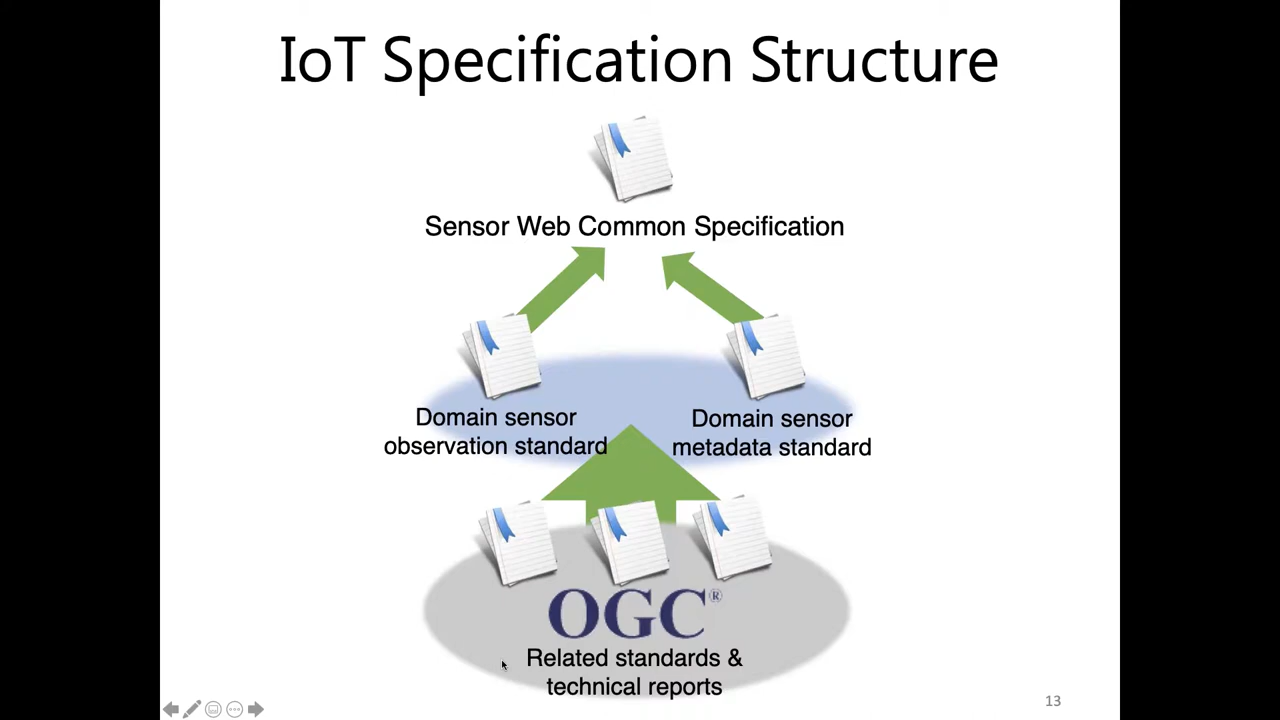 IoT Specification Structure
Sensor Web Common Specification
Domain sensor
observation standard
Domain sensor
metadada standard
OGC®
Related standards &
technical reports
13